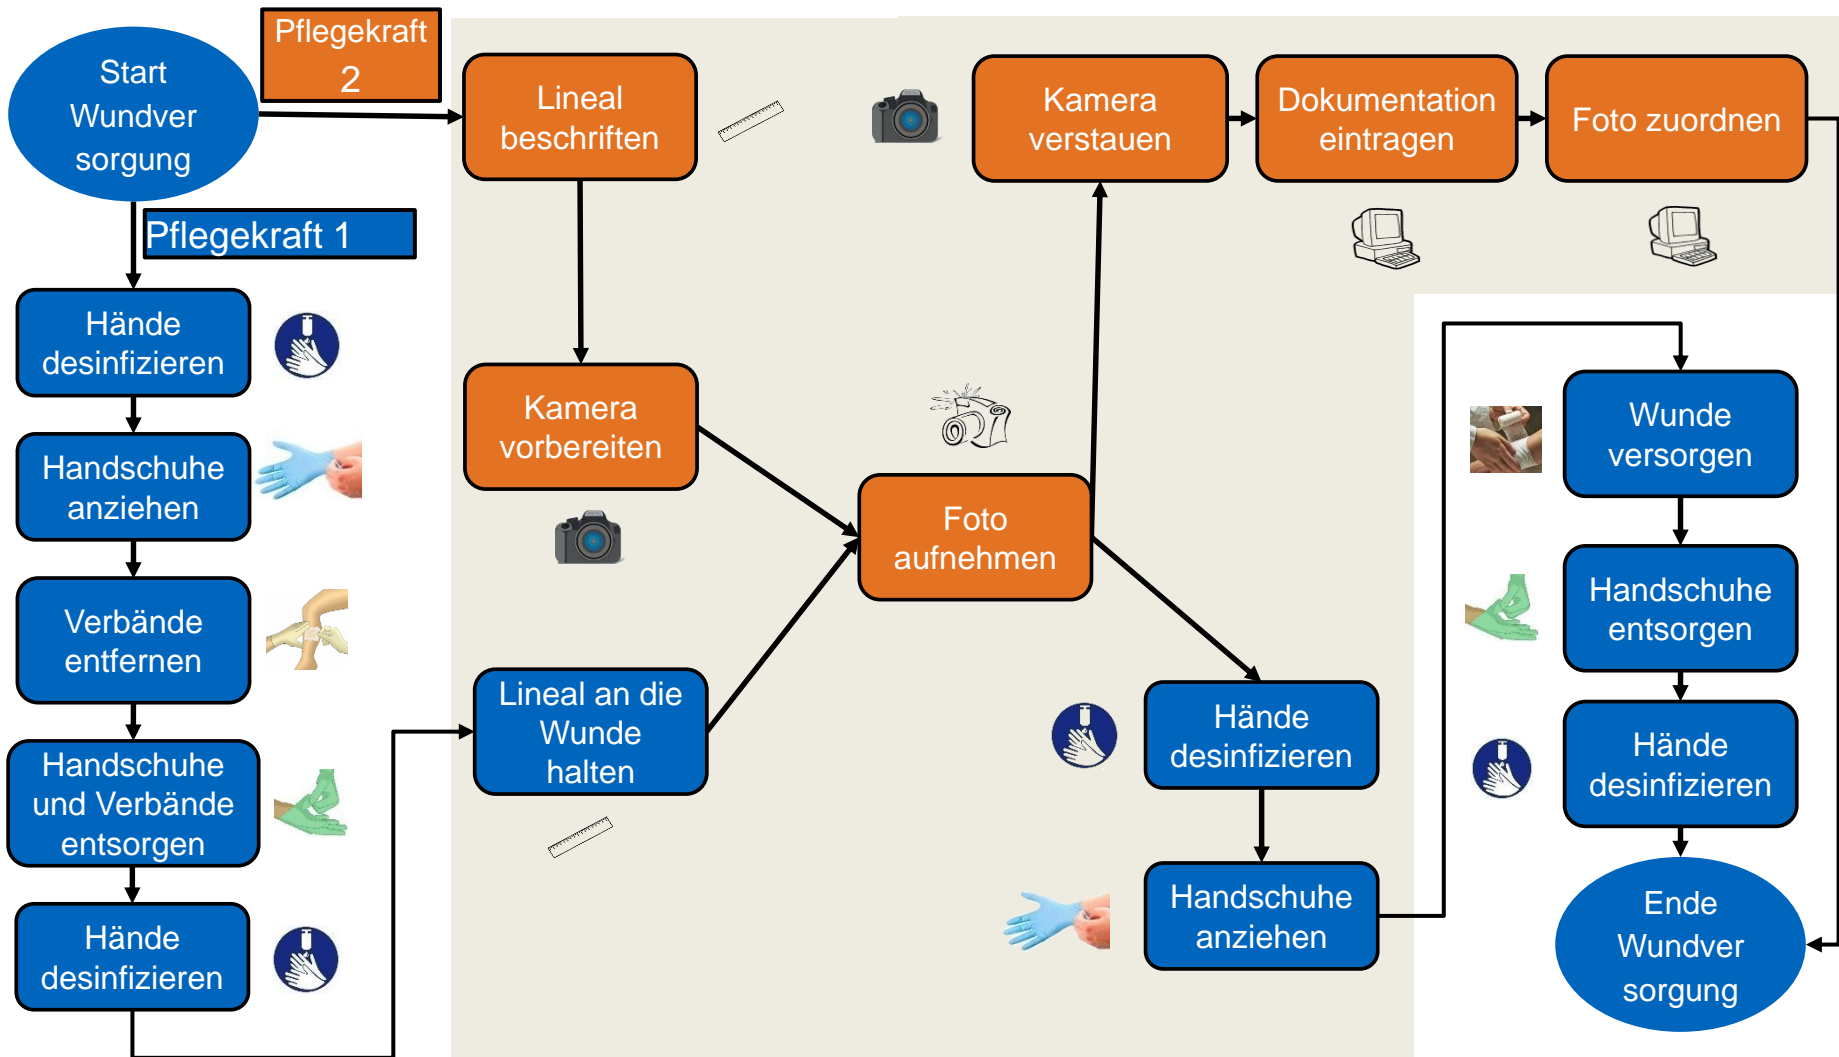 Start
Wundver
sorgung
Pflegekraft
2
Pflegekraft 1
Hände
desinfizieren
Handschuhe
anziehen
Verbände
entfernen
Handschuhe
und Verbände
entsorgen
Hände
desinfizieren
Lineal
beschriften
Kamera
vorbereiten
Lineal an die
Wunde
halten
Foto
aufnehmen
Kamera
verstauen
Dokumentation
eintragen
Foto zuordnen
Hände
desinfizieren
Handschuhe
anziehen
Wunde
versorgen
Handschuhe
entsorgen
Hände
desinfizieren
Ende
Wundver
sorgung